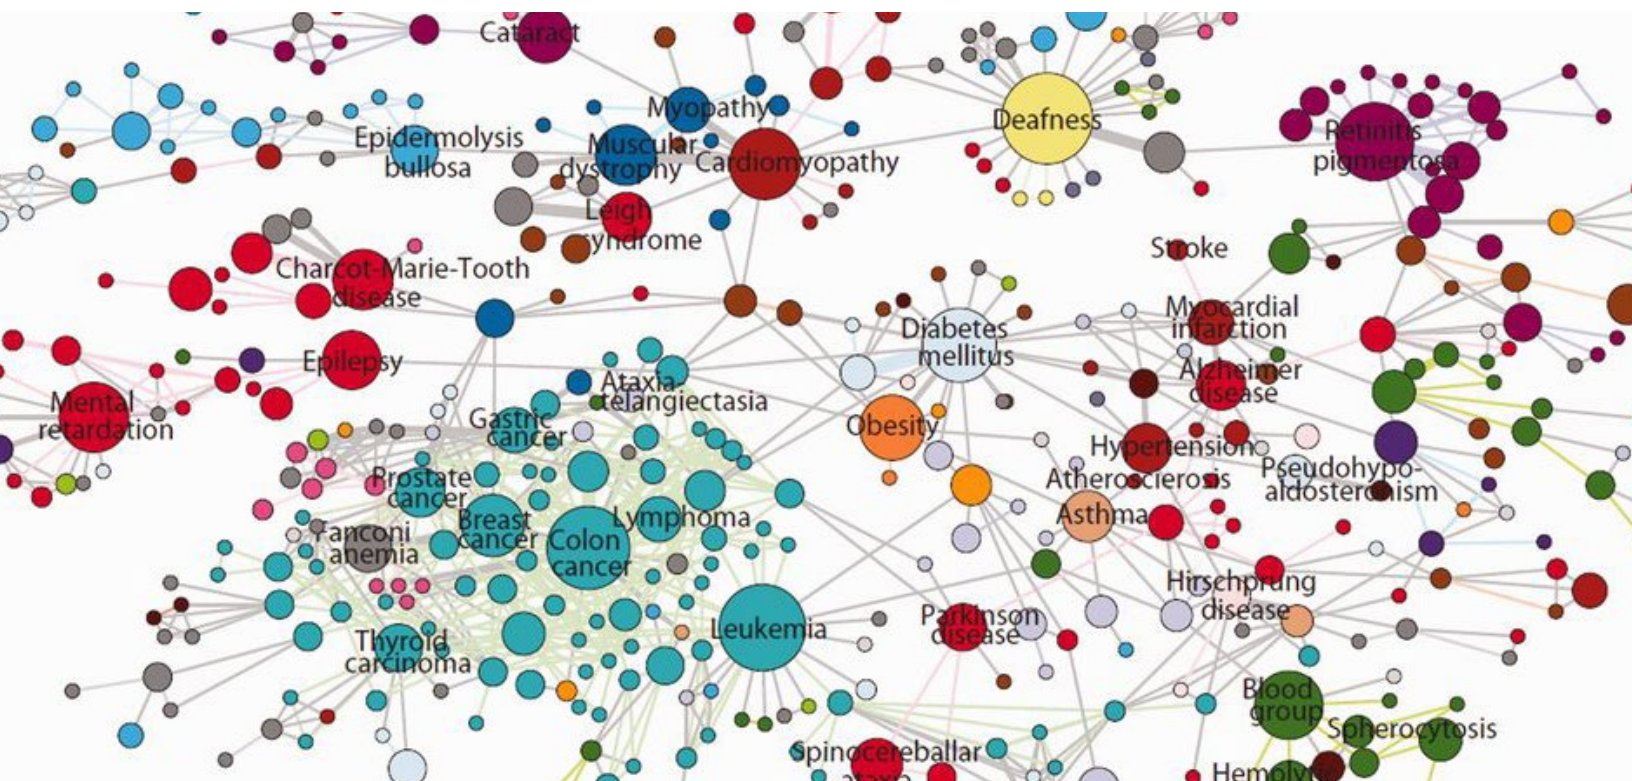 Cataract
Myopathy
Deafness
Epidermolysis
bullosa
Muscular
dystrophy
Cardiomyopathy
Retinitis
pigmentosa
Leigh
syndrome
Stroke
Charcot-Marie-Tooth
disease
Myocardial
infarction
Diabetes
mellitus
Epilepsy
Alzheimer
disease
Ataxia-
telangiectasia
Mental
retardation
Gastric
cancer
Obesity
Hypertension
Pseudohypo-
aldosteronism
Atherosclerosis
Prostate
cancer
Breast
cancer
Lymphoma
Asthma
Fanconi
anemia
Colon
cancer
Hirschprung
disease
Parkinson
disease
Leukemia
Thyroid
carcinoma
Blood
group
Spherocytosis
Spinocereballar
ataxia
Hemolytic